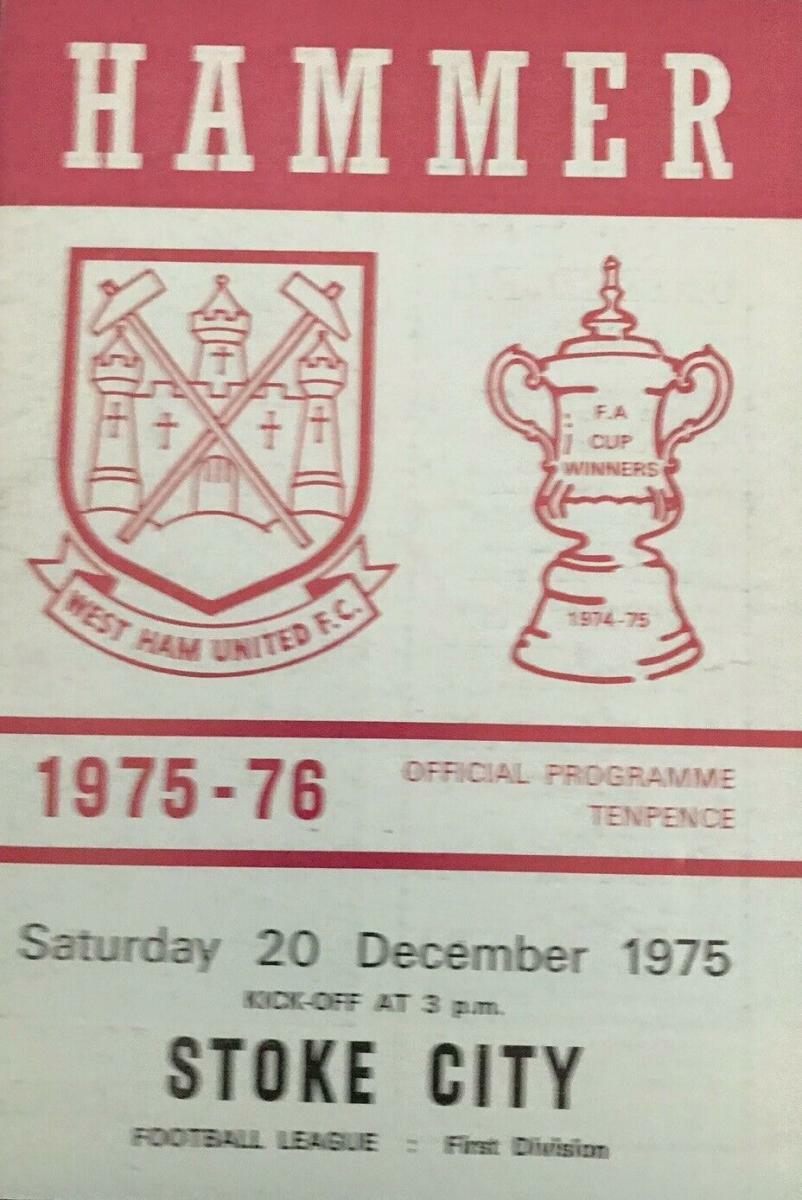 HAMMER
F.A
CUP
WINNERS
1974-75
WEST HAM UNITED F.C.
1975-76
OFFICIAL PROGRAMME
TENPENCE
Saturday 20 December 1975
KICK-OFF AT 3 p.m.
STOKE CITY
FOOTBALL LEAGUE : First Division